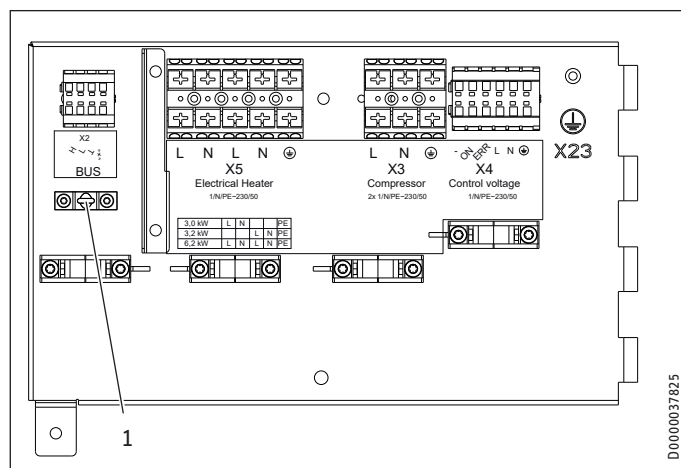 X2
H L ⊥
BUS
L N L N
X5
Electrical Heater
1/N/PE~230/50
3,0 kW L N PE
3,2 kW L N PE
6,2 kW L N L N PE
L N
X3
Compressor
2x 1/N/PE~230/50
- ON ERR L N
X4
Control voltage
1/N/PE~230/50
X23
1
D0000037825